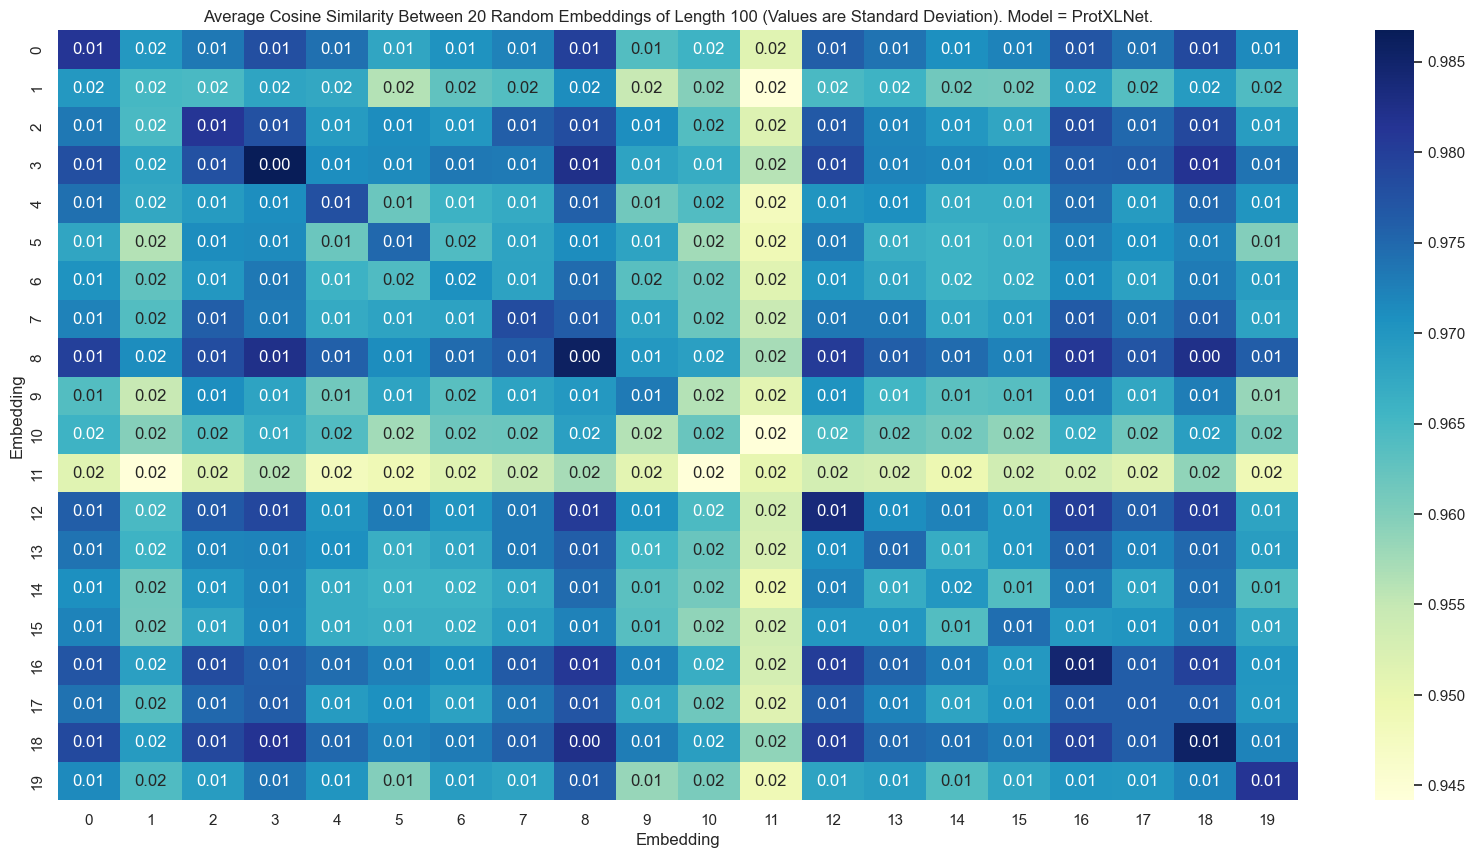 Average Cosine Similarity Between 20 Random Embeddings of Length 100 (Values are Standard Deviation). Model = ProtXLNet.
0 0.01 0.02 0.01 0.01 0.01 0.01 0.01 0.01 0.01 0.01 0.02 0.02 0.01 0.01 0.01 0.01 0.01 0.01 0.01 0.01
1 0.02 0.02 0.02 0.02 0.02 0.02 0.02 0.02 0.01 0.02 0.02 0.02 0.02 0.02 0.02 0.02 0.01 0.02 0.02 0.02
2 0.01 0.02 0.01 0.01 0.01 0.01 0.01 0.01 0.01 0.01 0.02 0.02 0.01 0.01 0.01 0.01 0.01 0.01 0.01 0.01
3 0.01 0.02 0.01 0.00 0.01 0.01 0.01 0.01 0.01 0.01 0.01 0.02 0.01 0.01 0.01 0.01 0.01 0.01 0.01 0.01
4 0.01 0.02 0.01 0.01 0.01 0.01 0.01 0.01 0.01 0.01 0.02 0.02 0.01 0.01 0.01 0.01 0.01 0.01 0.01 0.01
5 0.01 0.02 0.01 0.01 0.01 0.01 0.02 0.01 0.01 0.01 0.02 0.02 0.01 0.01 0.01 0.01 0.01 0.01 0.01 0.01
6 0.01 0.02 0.01 0.01 0.01 0.02 0.02 0.01 0.01 0.02 0.02 0.02 0.01 0.01 0.02 0.02 0.01 0.01 0.01 0.01
7 0.01 0.02 0.01 0.01 0.01 0.01 0.01 0.01 0.01 0.01 0.02 0.02 0.01 0.01 0.01 0.01 0.01 0.01 0.01 0.01
8 0.01 0.02 0.01 0.01 0.01 0.01 0.01 0.01 0.00 0.01 0.02 0.02 0.01 0.01 0.01 0.01 0.01 0.01 0.00 0.01
9 0.01 0.02 0.01 0.01 0.01 0.01 0.02 0.01 0.01 0.01 0.02 0.02 0.01 0.01 0.01 0.01 0.01 0.01 0.01 0.01
10 0.02 0.02 0.02 0.01 0.02 0.02 0.02 0.02 0.02 0.02 0.02 0.02 0.02 0.02 0.02 0.02 0.02 0.02 0.02 0.02
11 0.02 0.02 0.02 0.02 0.02 0.02 0.02 0.02 0.02 0.02 0.02 0.02 0.02 0.02 0.02 0.02 0.02 0.02 0.02 0.02
12 0.01 0.02 0.01 0.01 0.01 0.01 0.01 0.01 0.01 0.01 0.02 0.02 0.01 0.01 0.01 0.01 0.01 0.01 0.01 0.01
13 0.01 0.02 0.01 0.01 0.01 0.01 0.01 0.01 0.01 0.01 0.02 0.02 0.01 0.01 0.01 0.01 0.01 0.01 0.01 0.01
14 0.01 0.02 0.01 0.01 0.01 0.01 0.02 0.01 0.01 0.01 0.02 0.02 0.01 0.01 0.02 0.01 0.01 0.01 0.01 0.01
15 0.01 0.02 0.01 0.01 0.01 0.01 0.02 0.01 0.01 0.01 0.02 0.02 0.01 0.01 0.01 0.01 0.01 0.01 0.01 0.01
16 0.01 0.01 0.01 0.01 0.01 0.01 0.01 0.01 0.01 0.01 0.02 0.02 0.01 0.01 0.01 0.01 0.01 0.01 0.01 0.01
17 0.01 0.02 0.01 0.01 0.01 0.01 0.01 0.01 0.01 0.01 0.02 0.02 0.01 0.01 0.01 0.01 0.01 0.01 0.01 0.01
18 0.01 0.02 0.01 0.01 0.01 0.01 0.01 0.01 0.00 0.01 0.02 0.02 0.01 0.01 0.01 0.01 0.01 0.01 0.01 0.01
19 0.01 0.02 0.01 0.01 0.01 0.01 0.01 0.01 0.01 0.01 0.02 0.02 0.01 0.01 0.01 0.01 0.01 0.01 0.01 0.01
0 1 2 3 4 5 6 7 8 9 10 11 12 13 14 15 16 17 18 19
Embedding
Embedding
0.985
0.980
0.975
0.970
0.965
0.960
0.955
0.950
0.945